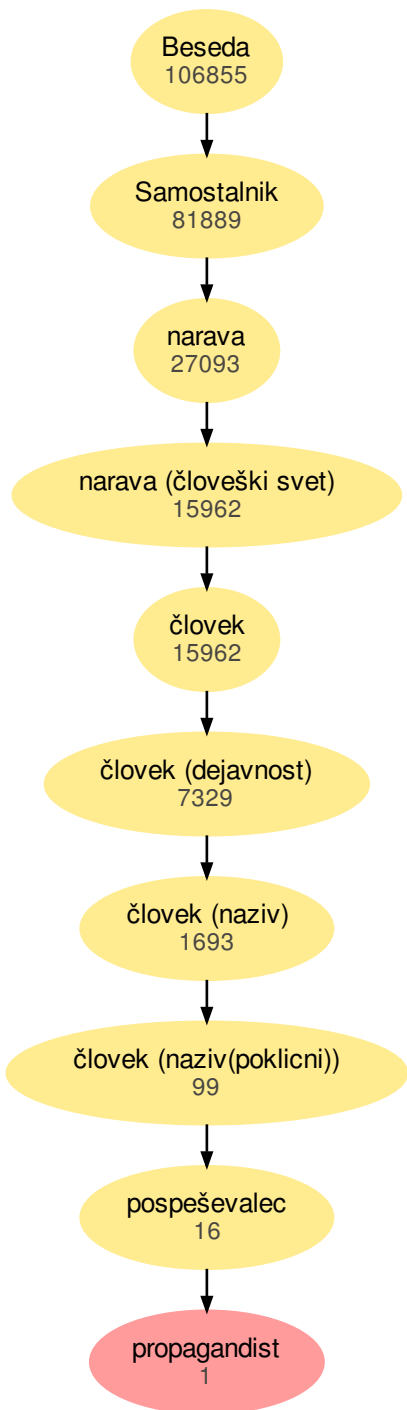 Beseda
106855
Samostalnik
81889
narava
27093
narava (človeški svet)
15962
človek
15962
človek (dejavnost)
7329
človek (naziv)
1693
človek (naziv(poklicni))
99
pospeševalec
16
propagandist
1